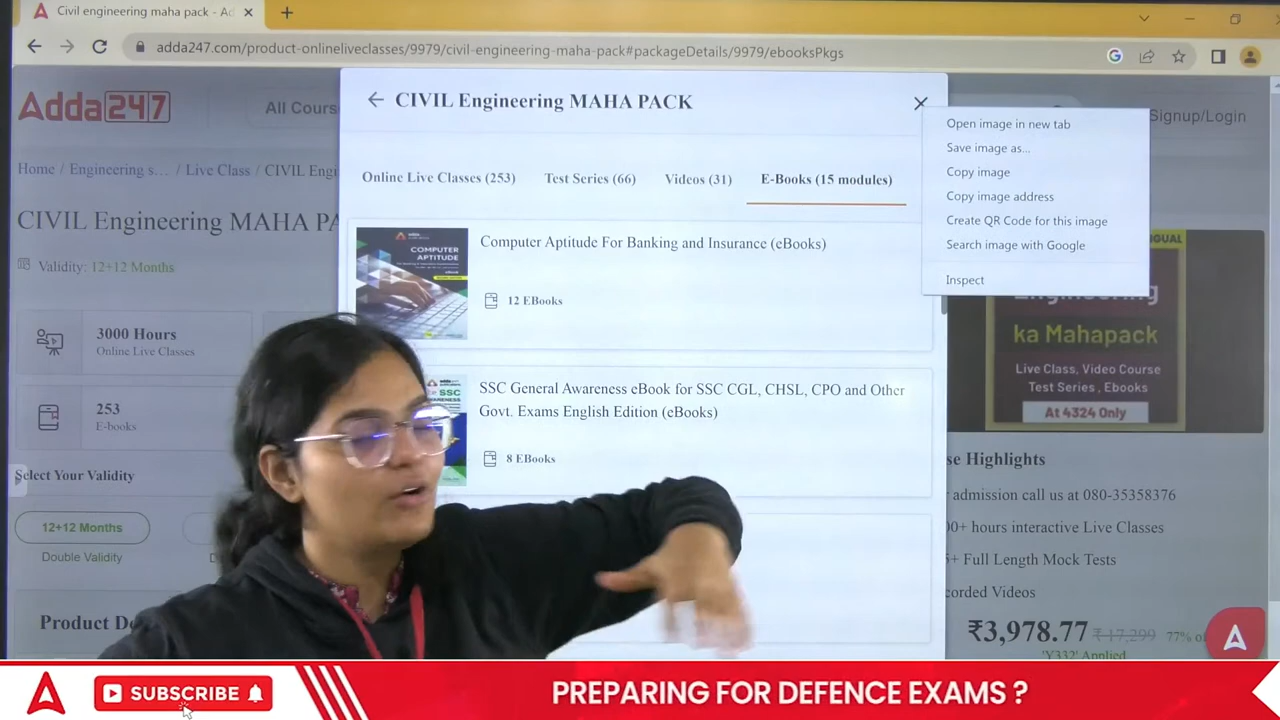 Civil engineering maha pack - Ad
adda247.com/product-onlineliveclasses/9979/civil-engineering-maha-pack#packageDetails/9979/ebooksPkgs
Adda247
All Cours
Signup/Login
Home / Engineering s... / Live Class / CIVIL Engi
CIVIL Engineering MAHA PA
Validity: 12+12 Months
3000 Hours
Online Live Classes
253
E-books
Select Your Validity
12+12 Months
Double Validity
Product De
CIVIL Engineering MAHA PACK
Online Live Classes (253)
Test Series (66)
Videos (31)
E-Books (15 modules)
COMPUTER
APTITUDE
Computer Aptitude For Banking and Insurance (eBooks)
12 EBooks
SSC
SSC General Awareness eBook for SSC CGL, CHSL, CPO and Other
Govt. Exams English Edition (eBooks)
8 EBooks
Open image in new tab
Save image as...
Copy image
Copy image address
Create QR Code for this image
Search image with Google
Inspect
ka Mahapack
Live Class, Video Course
Test Series , Ebooks
At 4324 Only
se Highlights
admission call us at 080-35358376
00+ hours interactive Live Classes
+ Full Length Mock Tests
corded Videos
₹3,978.77 ₹ 17,299 77% o
'Y332' Applied
SUBSCRIBE
PREPARING FOR DEFENCE EXAMS ?